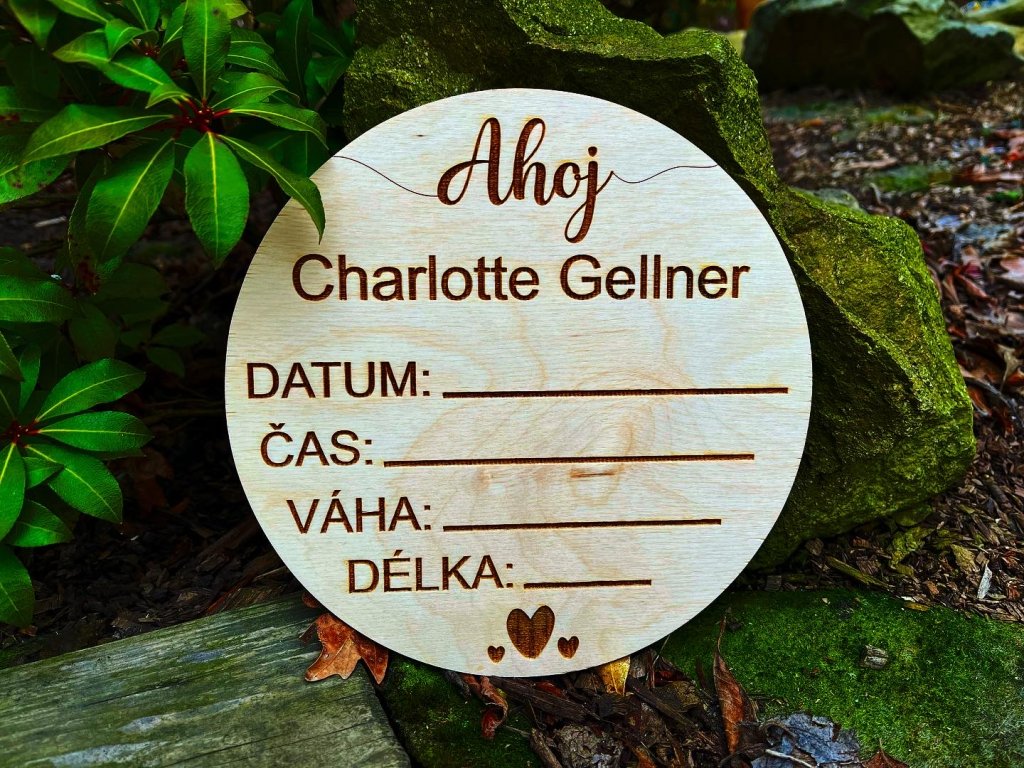 Ahoj
Charlotte Gellner
DATUM:
ČAS:
VÁHA:
DÉLKA: